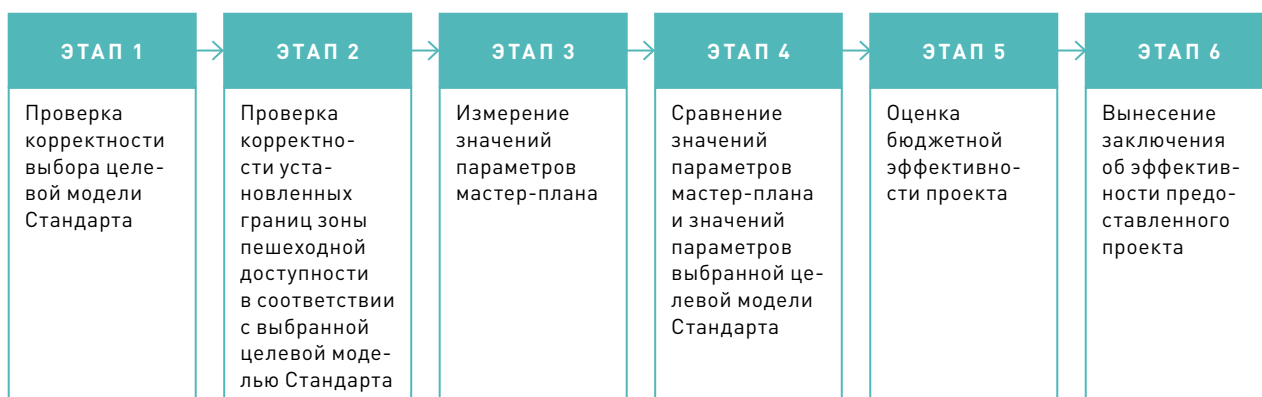 ЭТАП 1
Проверка
корректности
выбора целе-
вой модели
Стандарта
ЭТАП 2
Проверка
корректно-
сти уста-
новленных
границ зоны
пешеходной
доступности
в соответствии
с выбранной
целевой моде-
лью Стандарта
ЭТАП 3
Измерение
значений
параметров
мастер-плана
ЭТАП 4
Сравнение
значений
параметров
мастер-плана
и значений
параметров
выбранной це-
левой модели
Стандарта
ЭТАП 5
Оценка
бюджетной
эффективно-
сти проекта
ЭТАП 6
Вынесение
заключения
об эффектив-
ности предо-
ставленного
проекта